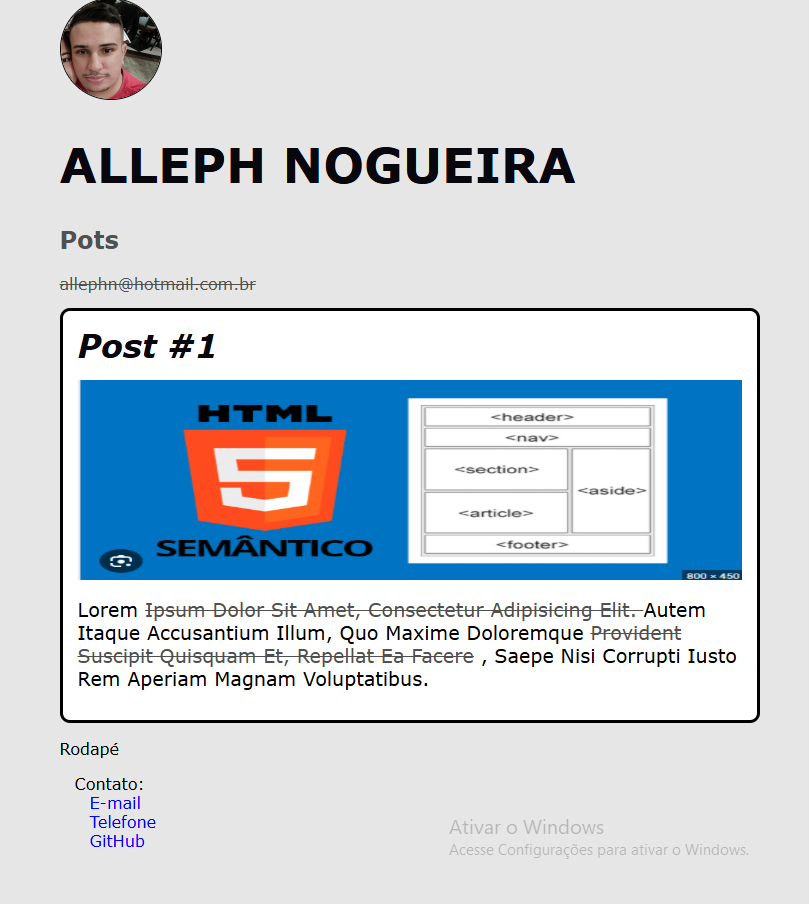 ALLEPH NOGUEIRA
Pots
allephn@hotmail.com.br
Post #1
HTML
5
SEMÂNTICO
<header>
<nav>
<section>
<aside>
<article>
<footer>
800 × 450
Lorem Ipsum Dolor Sit Amet, Consectetur Adipisicing Elit. Autem
Itaque Accusantium Illum, Quo Maxime Doloremque Provident
Suscipit Quisquam Et, Repellat Ea Facere , Saepe Nisi Corrupti Iusto
Rem Aperiam Magnam Voluptatibus.
Rodapé
Contato:
E-mail
Telefone
GitHub
Ativar o Windows
Acesse Configurações para ativar o Windows.